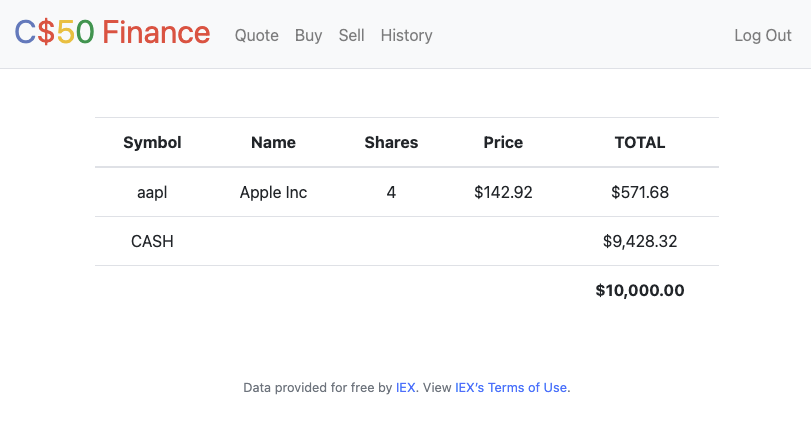 C$50 Finance Quote Buy Sell History Log Out
Symbol Name Shares Price TOTAL
aapl Apple Inc 4 $142.92 $571.68
CASH $9,428.32
$10,000.00
Data provided for free by IEX. View IEX's Terms of Use.